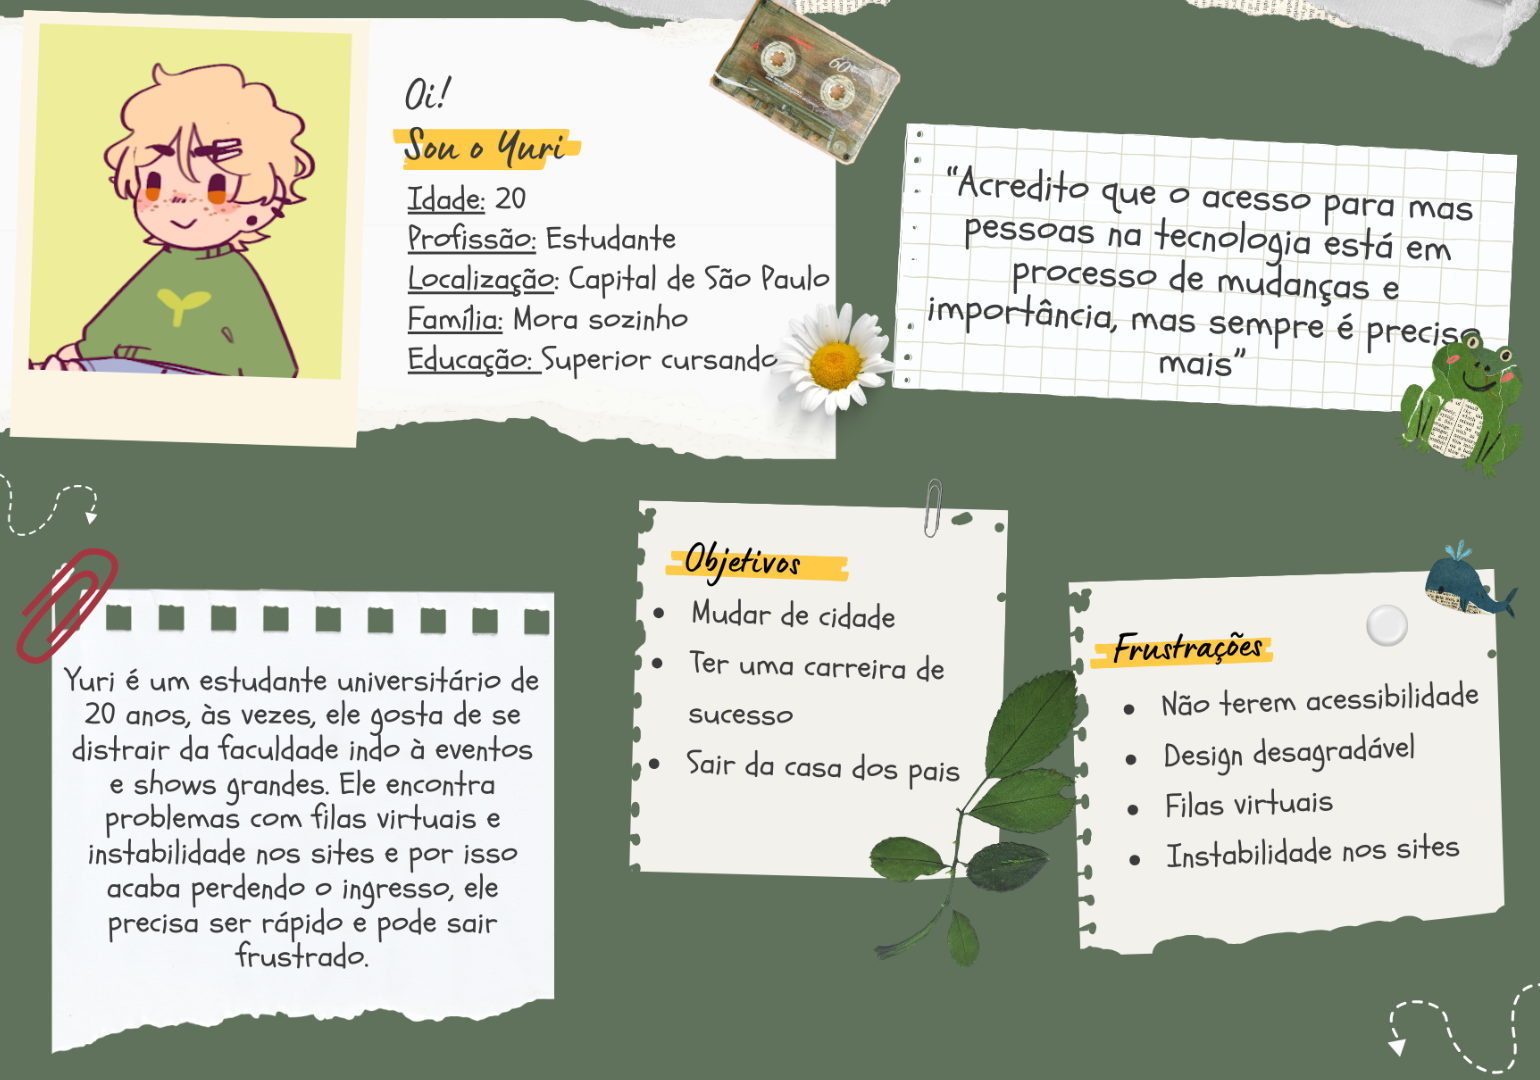 Oi!
Sou o Yuri
Idade: 20
Profissão: Estudante
Localização: Capital de São Paulo
Família: Mora sozinho
Educação: Superior cursando
60
“Acredito que o acesso para mas
pessoas na tecnologia está em
processo de mudanças e
importância, mas sempre é preciso
mais”
Yuri é um estudante universitário de
20 anos, às vezes, ele gosta de se
distrair da faculdade indo à eventos
e shows grandes. Ele encontra
problemas com filas virtuais e
instabilidade nos sites e por isso
acaba perdendo o ingresso, ele
precisa ser rápido e pode sair
frustrado.
Objetivos
• Mudar de cidade
• Ter uma carreira de
sucesso
• Sair da casa dos pais
Frustrações
• Não terem acessibilidade
• Design desagradável
• Filas virtuais
• Instabilidade nos sites